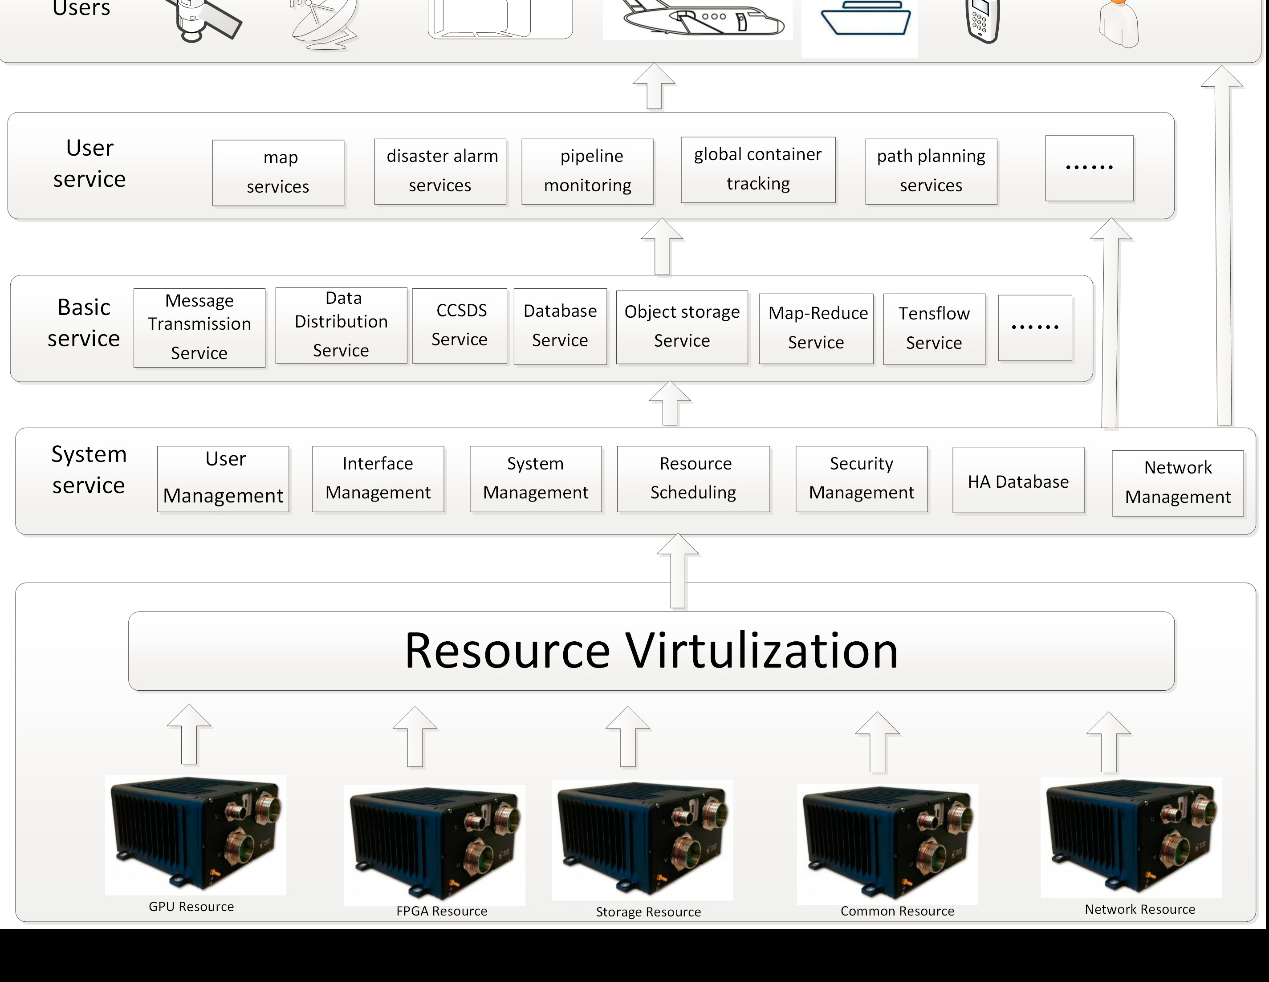 Users
User
service
map
services
disaster alarm
services
pipeline
monitoring
global container
tracking
path planning
services
......
Basic
service
Message
Transmission
Service
Data
Distribution
Service
CCSDS
Service
Database
Service
Object storage
Service
Map-Reduce
Service
Tensflow
Service
......
System
service
User
Management
Interface
Management
System
Management
Resource
Scheduling
Security
Management
HA Database
Network
Management
Resource Virtulization
GPU Resource
FPGA Resource
Storage Resource
Common Resource
Network Resource